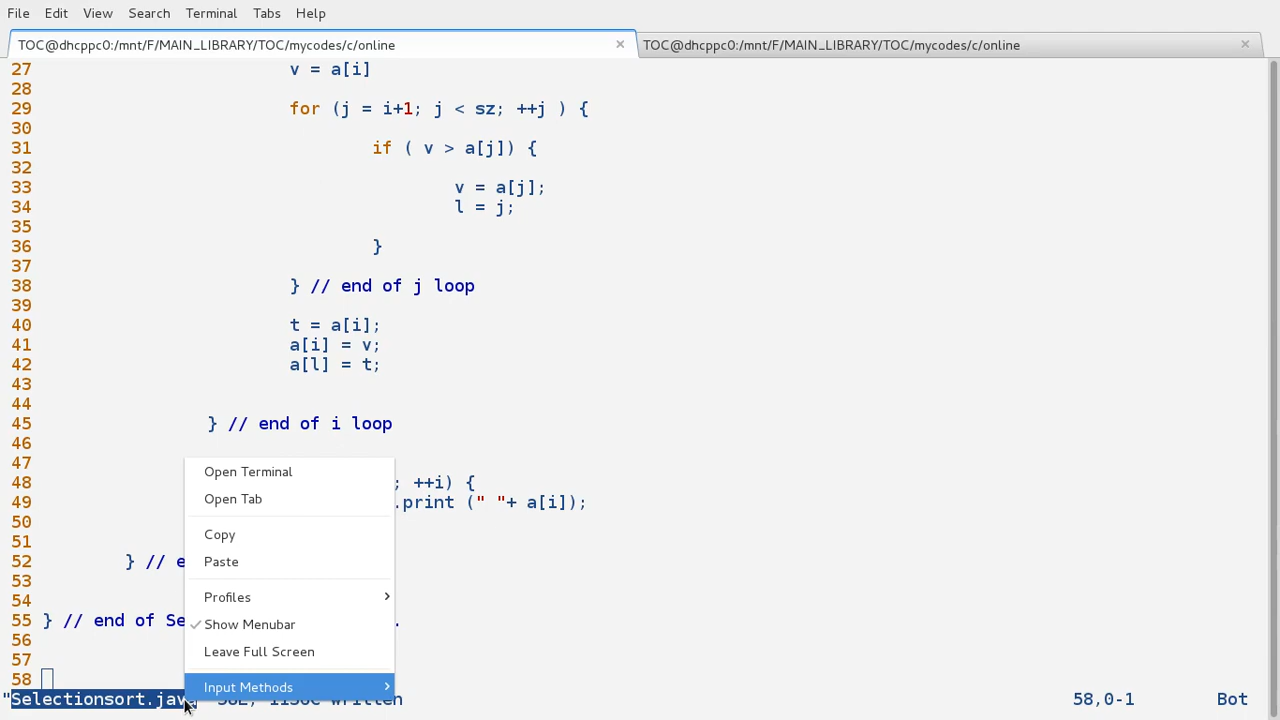 File Edit View Search Terminal Tabs Help
TOC@dhcppc0:/mnt/F/MAIN_LIBRARY/TOC/mycodes/c/online × TOC@dhcppc0:/mnt/F/MAIN_LIBRARY/TOC/mycodes/c/online ×
27 v = a[i]
28
29 for (j = i+1; j < sz; ++j ) {
30
31 if ( v > a[j]) {
32
33 v = a[j];
34 l = j;
35
36 }
37
38 } // end of j loop
39
40 t = a[i];
41 a[i] = v;
42 a[l] = t;
43
44
45 } // end of i loop
46
47
48 ; ++i) {
49 .print (" "+ a[i]);
50
51
52 } // e
53
54
55 } // end of Se .
56
57
58
Open Terminal
Open Tab
Copy
Paste
Profiles
Show Menubar
Leave Full Screen
Input Methods
"Selectionsort.jav written 58,0-1 Bot